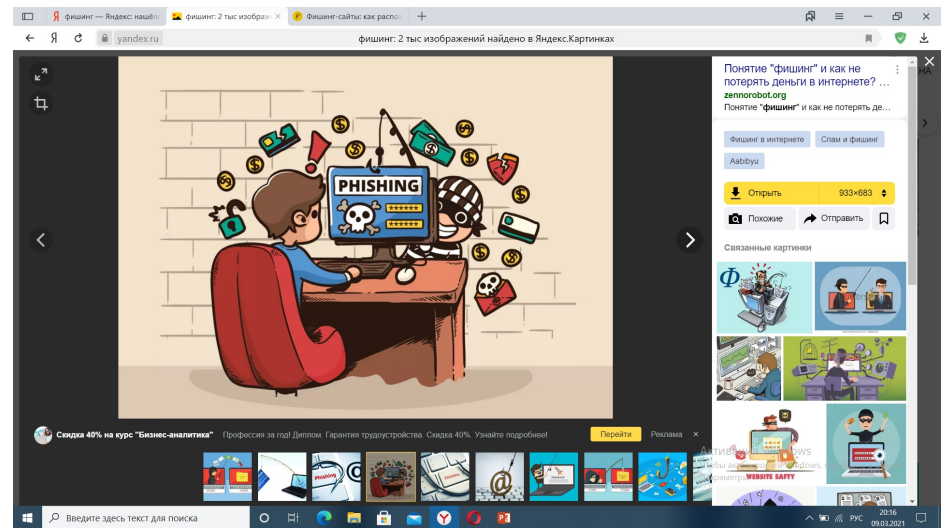 фишинг — Яндекс: нашёл
фишинг: 2 тыс изображ
Фишинг-сайты: как распо
yandex.ru
фишинг: 2 тыс изображений найдено в Яндекс.Картинках
PHISHING
******
******
Понятие "фишинг" и как не
потерять деньги в интернете? ...
zennorobot.org
Понятие "фишинг" и как не потерять де...
Фишинг в интернете
Спам и фишинг
Aabibyu
Открыть
933×683
Похожие
Отправить
Связанные картинки
Ф
WEBSITE SAFTY
Скидка 40% на курс "Бизнес-аналитика"
Профессия за год! Диплом. Гарантия трудоустройства. Скидка 40%. Узнайте подробнее!
Перейти
Реклама
Phishing
@
@
Введите здесь текст для поиска
РУС
20:16
09.03.2021